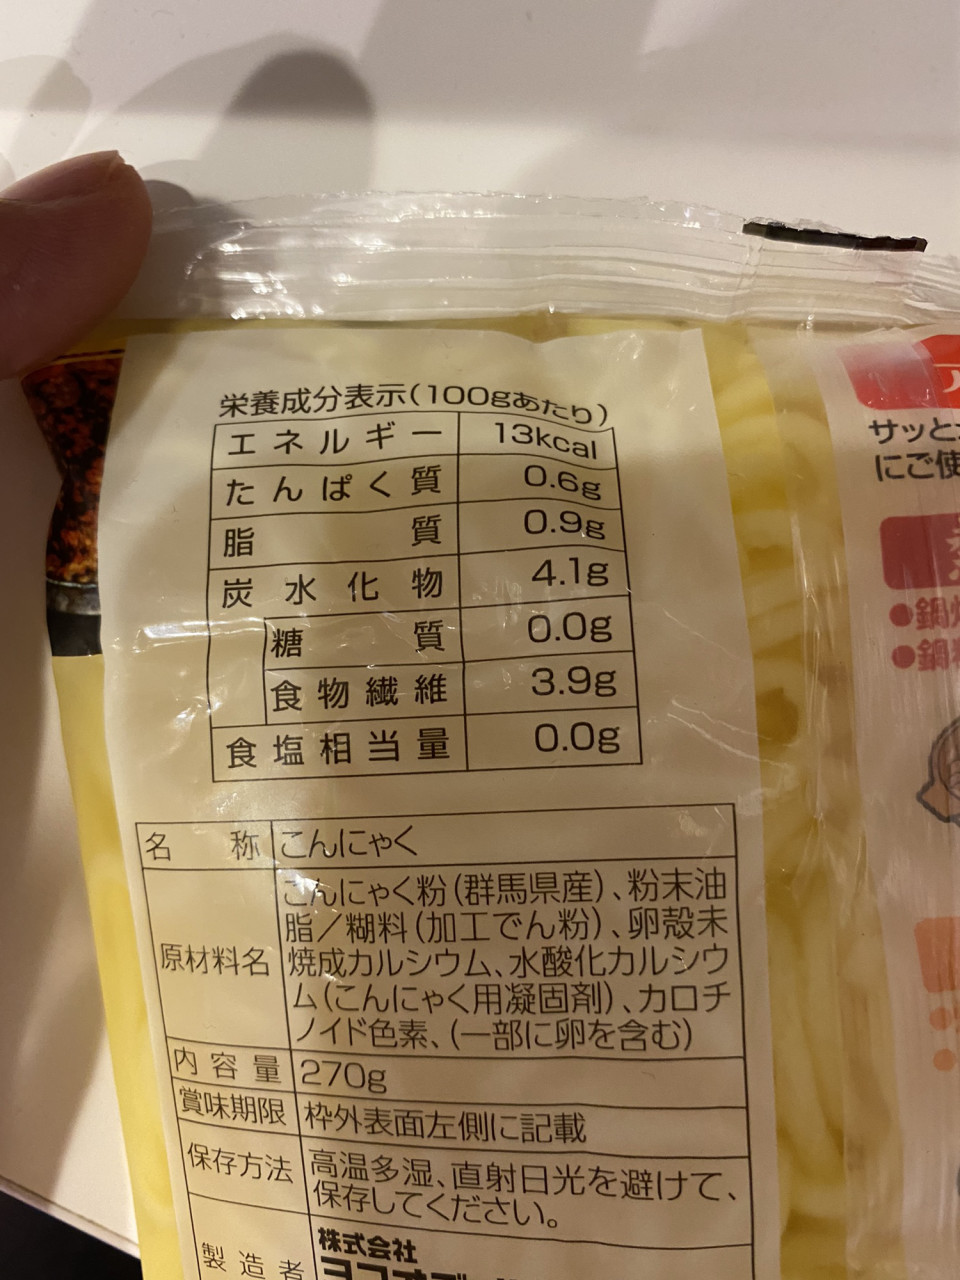 栄養成分表示(100gあたり)
エネルギー 13kcal
たんぱく質 0.6g
脂質 0.9g
炭水化物 4.1g
糖質 0.0g
食物繊維 3.9g
食塩相当量 0.0g
名称 こんにゃく
原材料名 こんにゃく粉(群馬県産)、粉末油
脂／糊料(加工でん粉)、卵殻未
焼成カルシウム、水酸化カルシウ
ム(こんにゃく用凝固剤)、カロチ
ノイド色素、(一部に卵を含む)
内容量 270g
賞味期限 枠外表面左側に記載
保存方法 高温多湿、直射日光を避けて、
保存してください。
製造者 株式会社
サッと
にご使
●鍋
●鍋